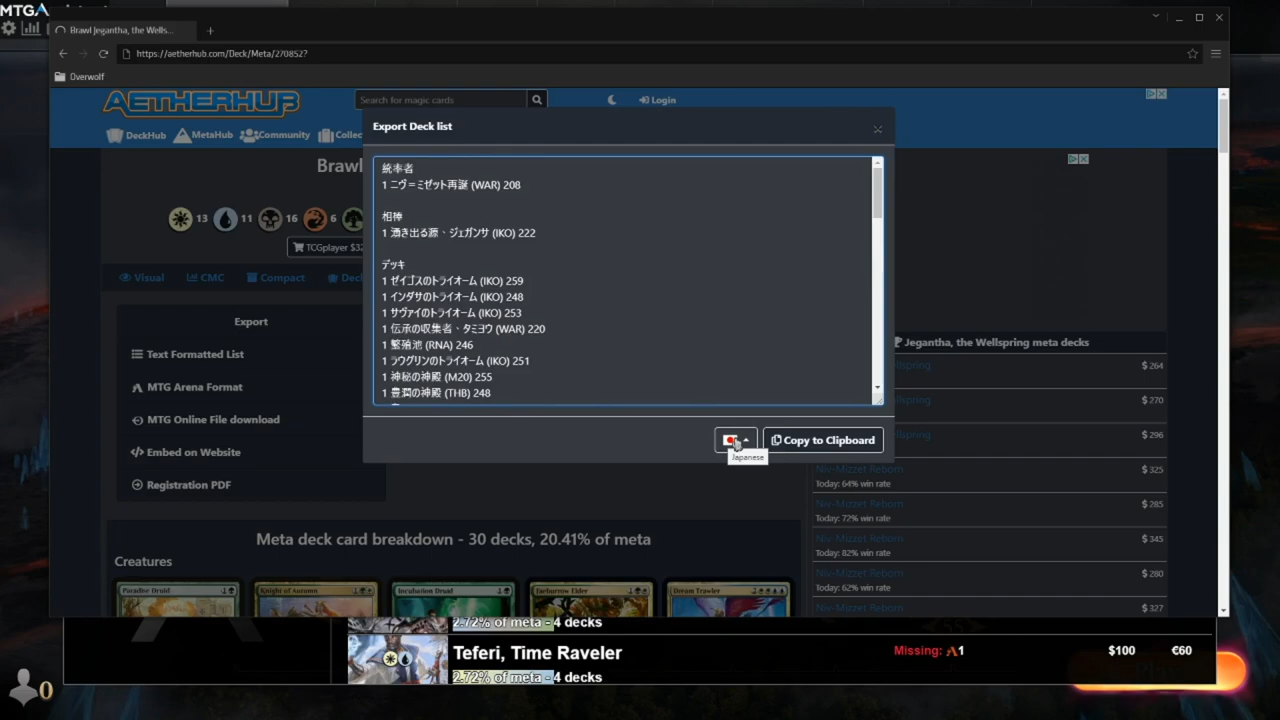 MTGA
Brawl Jegantha, the Wells...
https://aetherhub.com/Deck/Meta/270852?
Overwolf
AETHERHUB
Search for magic cards
Login
DeckHub
MetaHub
Community
Collec
Export Deck list
Brawl
13
11
16
6
TCGplayer $32
Visual
CMC
Compact
Deck
統率者
1 ニヴ＝ミゼット再誕 (WAR) 208
相棒
1 湧き出る源、ジェガンサ (IKO) 222
デッキ
1 ゼイゴスのトライオーム (IKO) 259
1 インダサのトライオーム (IKO) 248
1 サヴァイのトライオーム (IKO) 253
1 伝承の収集者、タミヨウ (WAR) 220
1 繁殖池 (RNA) 246
1 ラウグリンのトライオーム (IKO) 251
1 神秘の神殿 (M20) 255
1 豊潤の神殿 (THB) 248
Copy to Clipboard
Japanese
Export
Text Formatted List
MTG Arena Format
MTG Online File download
Embed on Website
Registration PDF
Jegantha, the Wellspring meta decks
llspring
$ 264
llspring
$ 270
llspring
$ 296
Niv-Mizzet Reborn
$ 325
Today: 64% win rate
Niv-Mizzet Reborn
$ 285
Today: 72% win rate
Niv-Mizzet Reborn
$ 345
Today: 82% win rate
Niv-Mizzet Reborn
$ 280
Today: 62% win rate
Niv-Mizzet Reborn
$ 327
Meta deck card breakdown - 30 decks, 20.41% of meta
Creatures
Paradise Druid
Knight of Autumn
Incubation Druid
Faeburrow Elder
Dream Trawler
2.72% of meta - 4 decks
Teferi, Time Raveler
Missing: 1
$100
€60
2.72% of meta - 4 decks
0